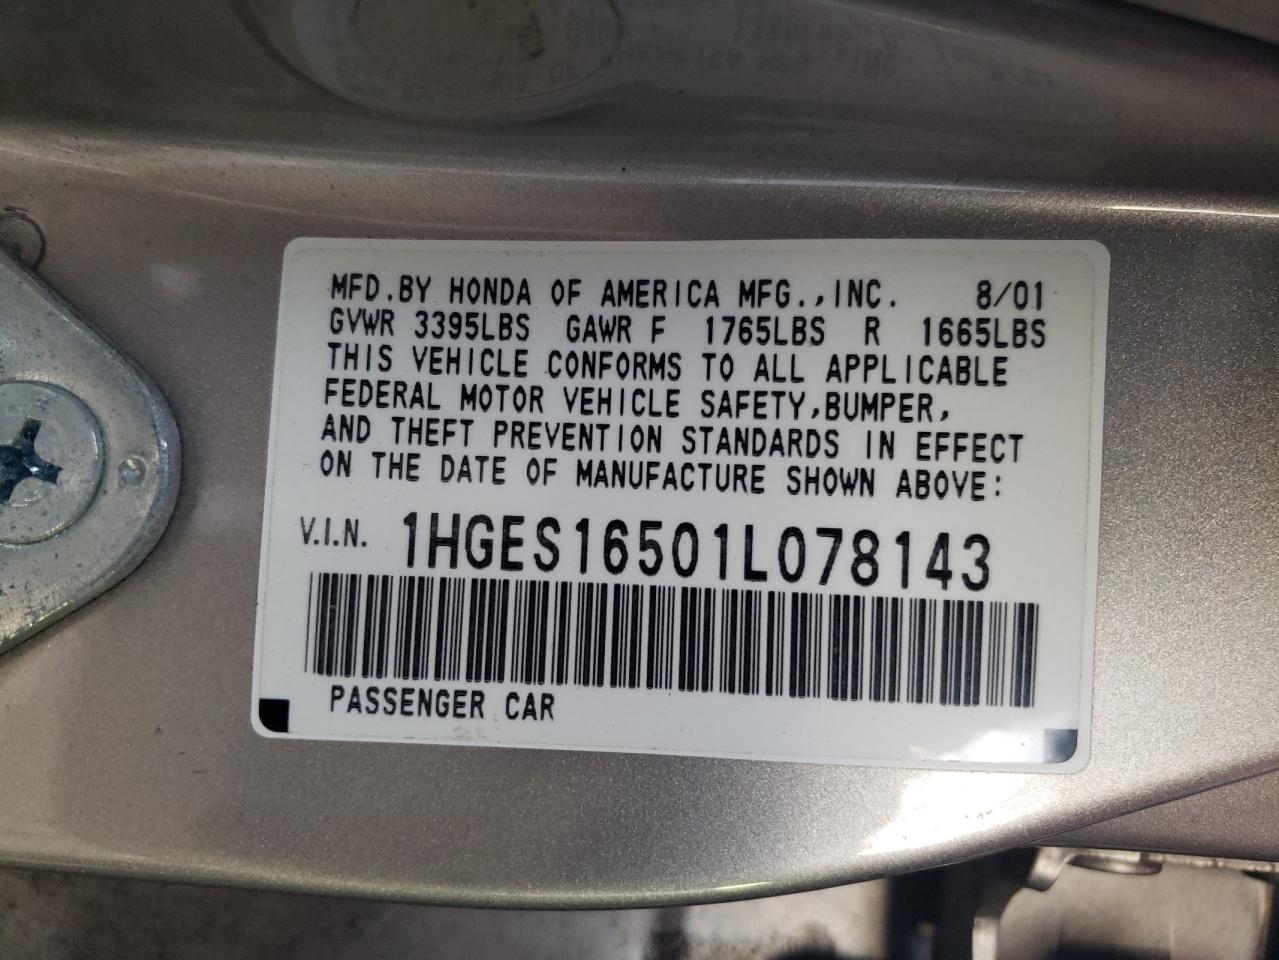 MFD.BY HONDA OF AMERICA MFG.,INC. 8/01
GVWR 3395LBS GAWR F 1765LBS R 1665LBS
THIS VEHICLE CONFORMS TO ALL APPLICABLE
FEDERAL MOTOR VEHICLE SAFETY,BUMPER,
AND THEFT PREVENTION STANDARDS IN EFFECT
ON THE DATE OF MANUFACTURE SHOWN ABOVE:
V.I.N. 1HGES16501L078143
PASSENGER CAR